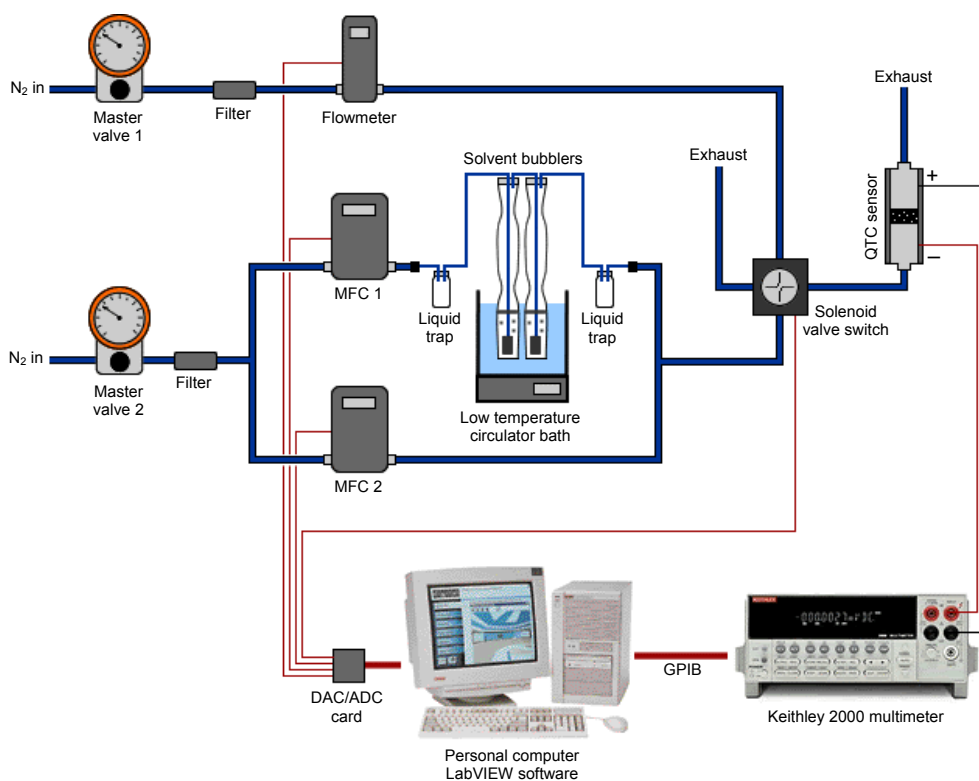 N₂ in
Master
valve 1
Filter
Flowmeter
Exhaust
Solvent bubblers
Exhaust
+
QTC sensor
−
MFC 1
Liquid
trap
Liquid
trap
Solenoid
valve switch
N₂ in
Master
valve 2
Filter
Low temperature
circulator bath
MFC 2
KEITHLEY
DAC/ADC
card
GPIB
Keithley 2000 multimeter
Personal computer
LabVIEW software